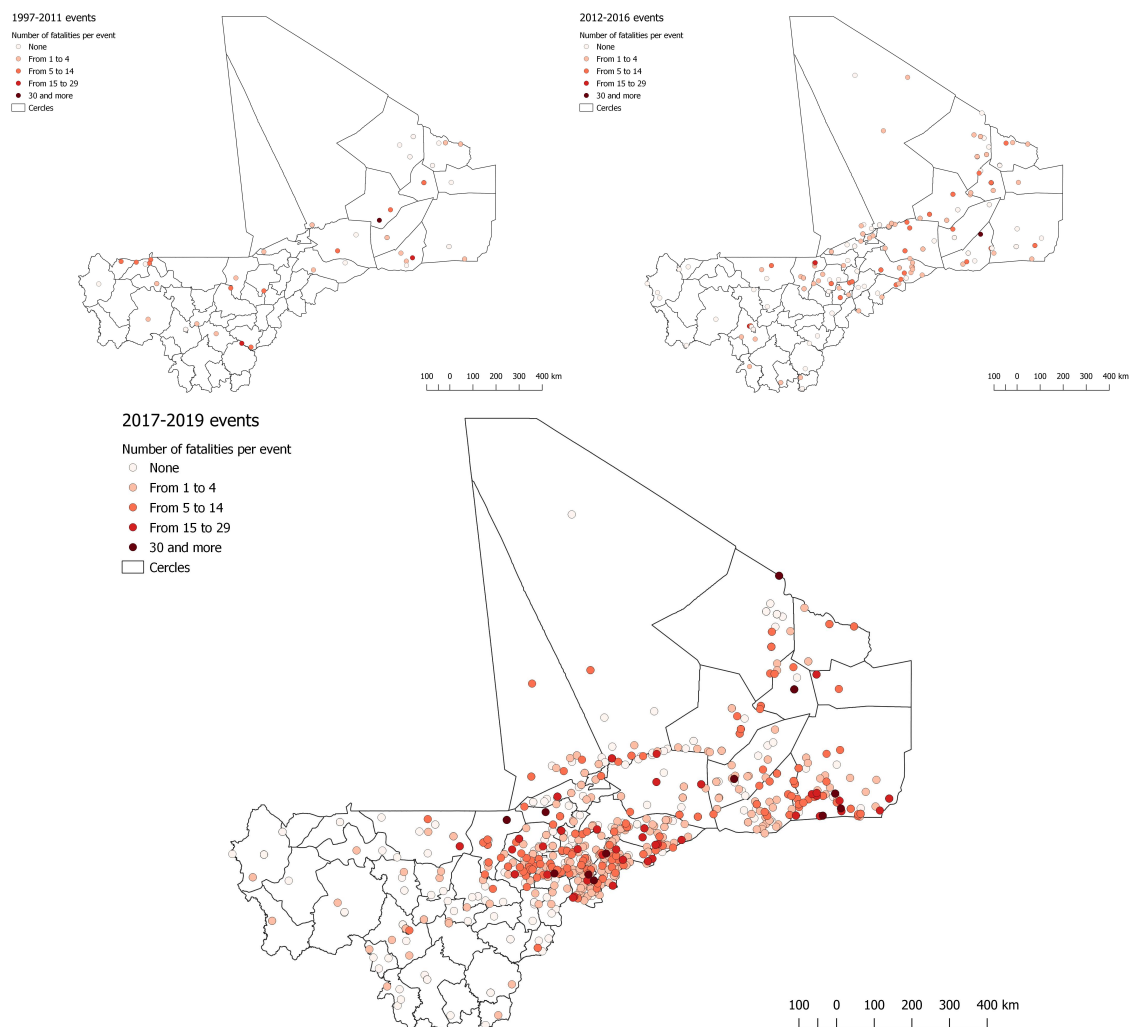 1997-2011 events
Number of fatalities per event
None
From 1 to 4
From 5 to 14
From 15 to 29
30 and more
Cercles
100 0 100 200 300 400 km
2012-2016 events
Number of fatalities per event
None
From 1 to 4
From 5 to 14
From 15 to 29
30 and more
Cercles
100 0 100 200 300 400 km
2017-2019 events
Number of fatalities per event
None
From 1 to 4
From 5 to 14
From 15 to 29
30 and more
Cercles
100 0 100 200 300 400 km